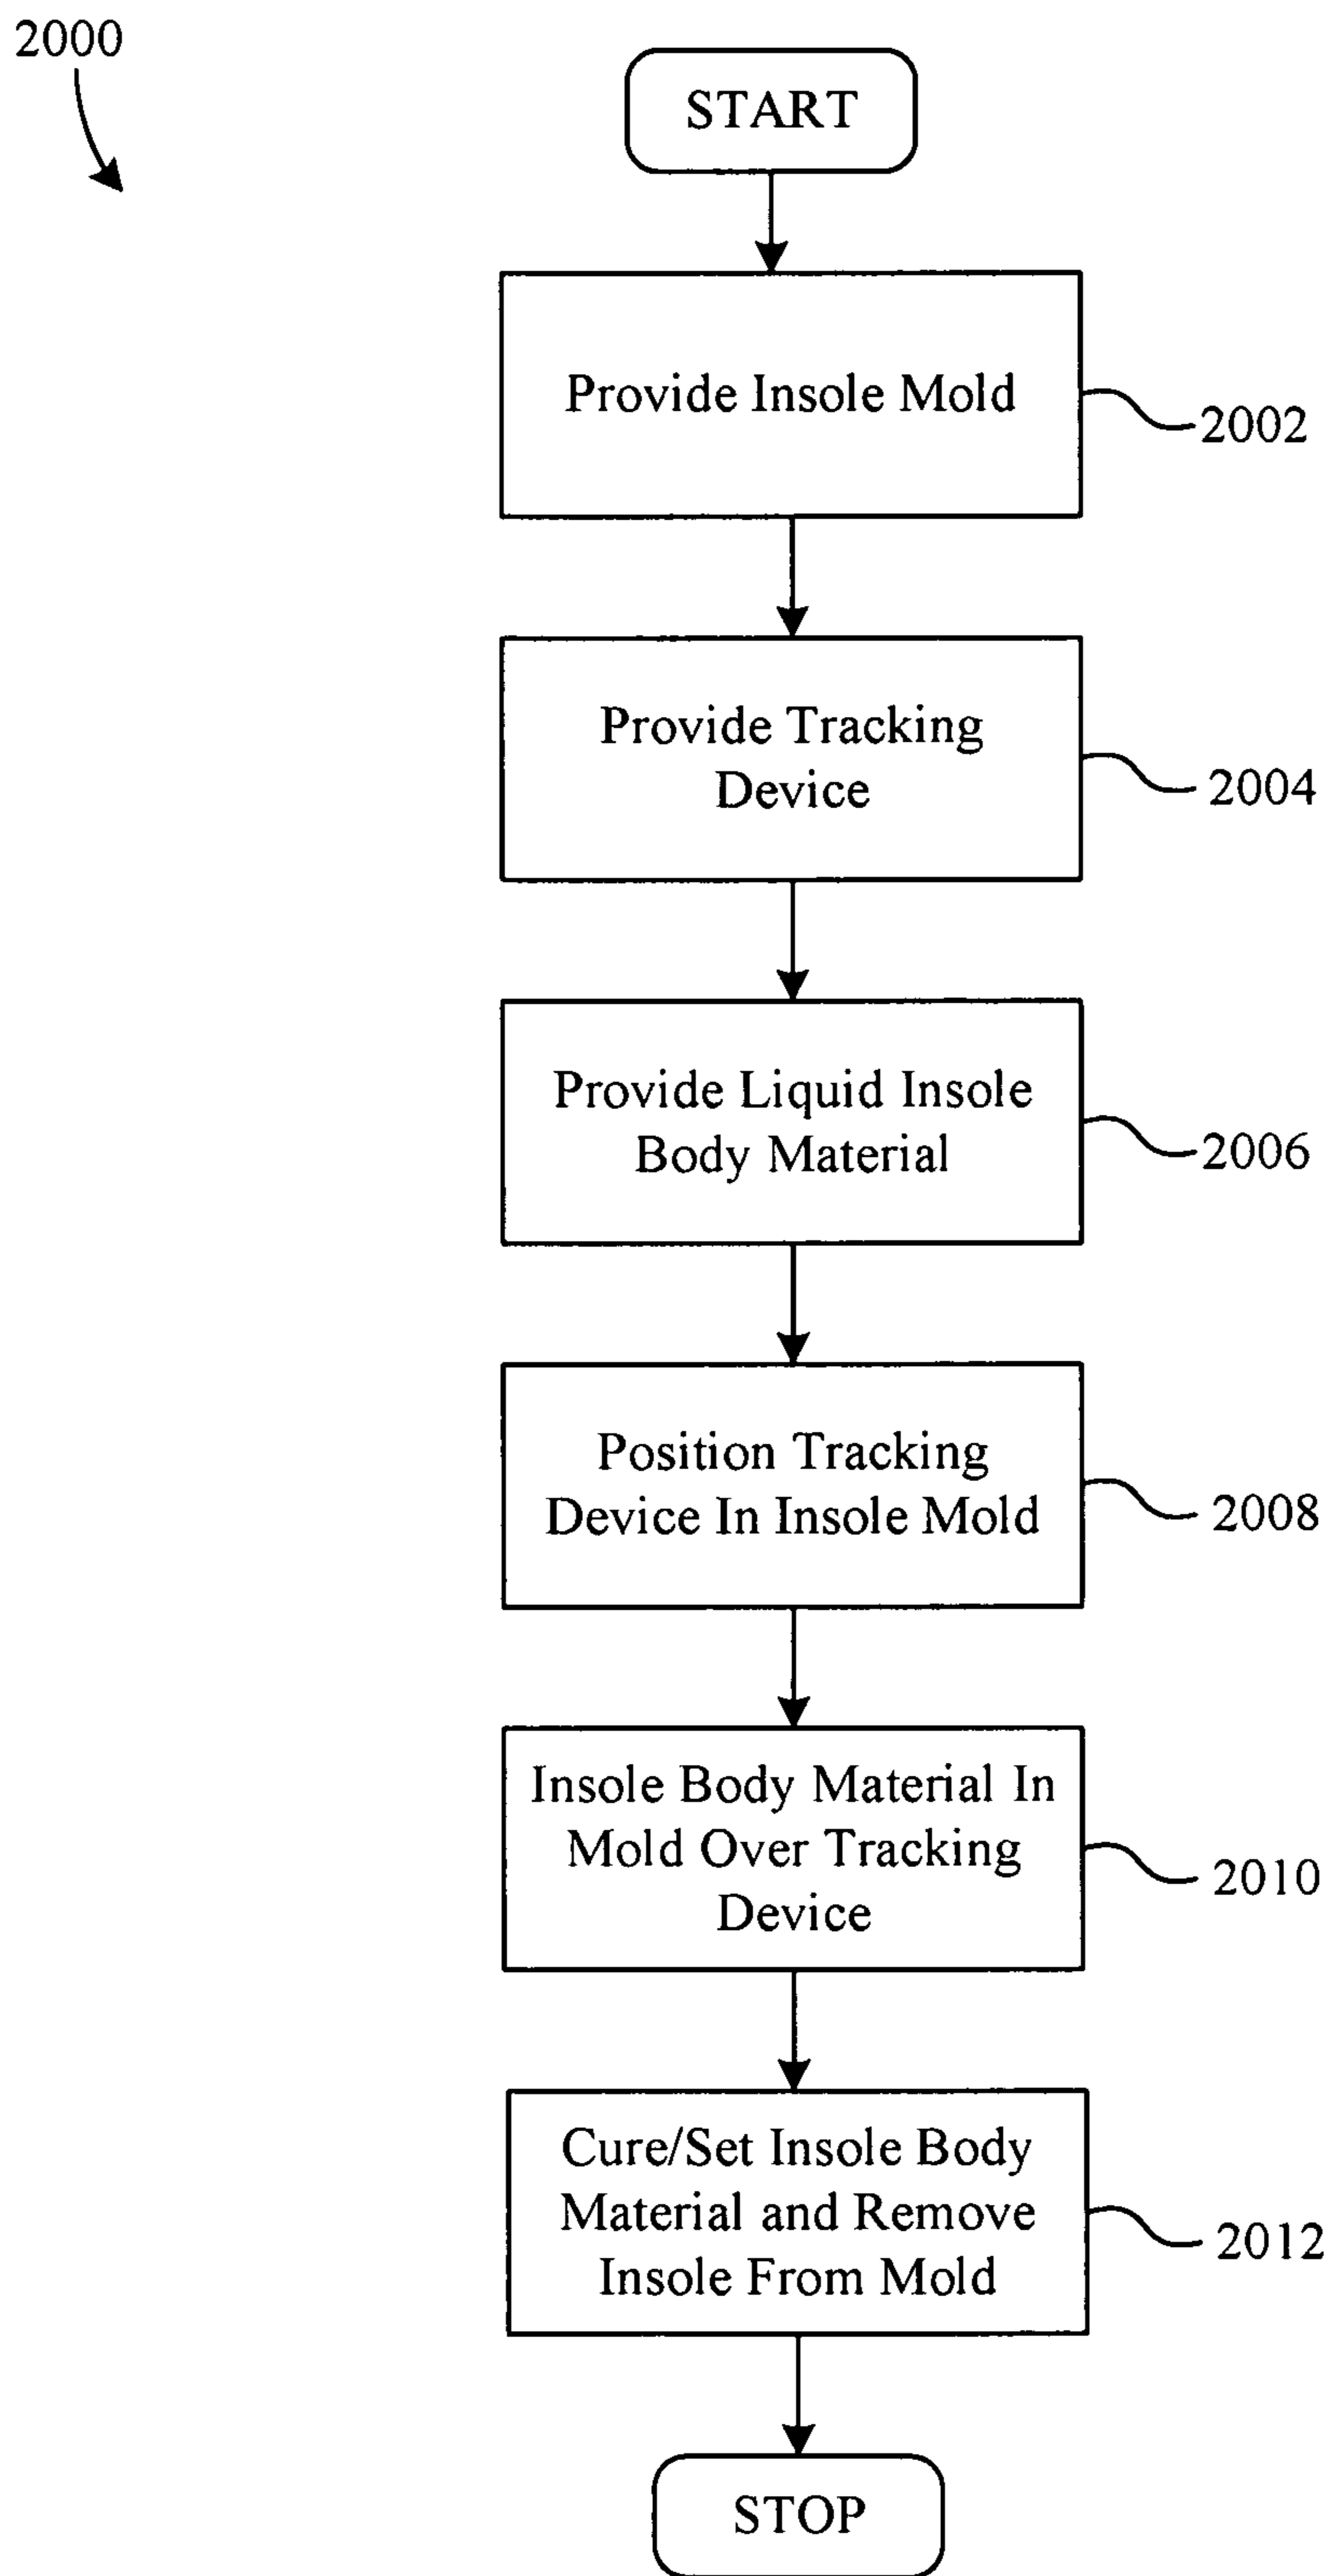 2000
START
Provide Insole Mold
2002
Provide Tracking
Device
2004
Provide Liquid Insole
Body Material
2006
Position Tracking
Device In Insole Mold
2008
Insole Body Material In
Mold Over Tracking
Device
2010
Cure/Set Insole Body
Material and Remove
Insole From Mold
2012
STOP